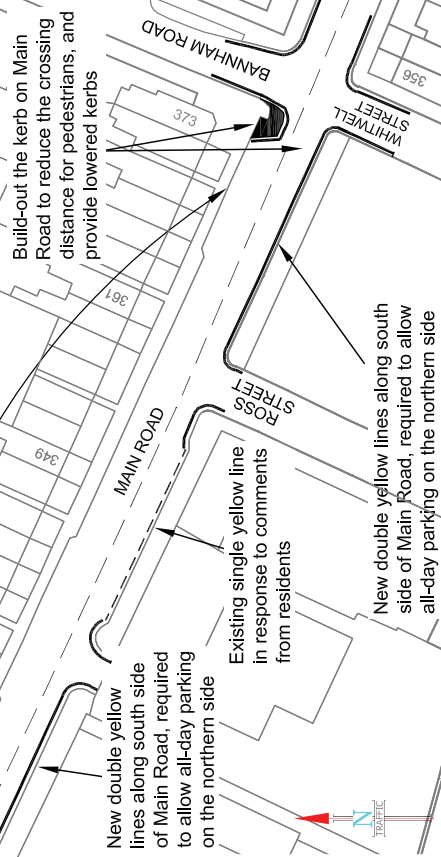 Build-out the kerb on Main
Road to reduce the crossing
distance for pedestrians, and
provide lowered kerbs
BANNHAM ROAD
373
361
349
356
WHITWELL
STREET
MAIN ROAD
ROSS
STREET
Existing single yellow line
in response to comments
from residents
New double yellow lines along south
side of Main Road, required to allow
all-day parking on the northern side
New double yellow
lines along south side
of Main Road, required
to allow all-day parking
on the northern side
N
TRAFFIC